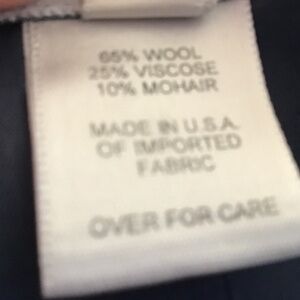 65% WOOL
25% VISCOSE
10% MOHAIR
MADE IN U.S.A.
OF IMPORTED
FABRIC
OVER FOR CARE